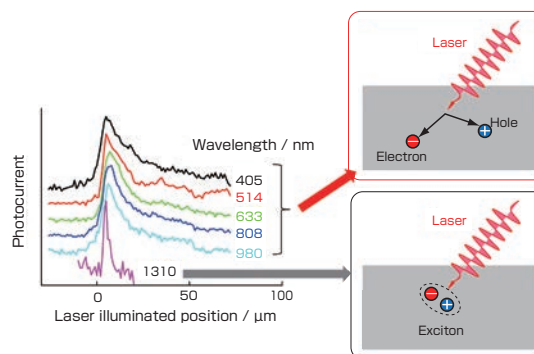 Laser
Hole
Electron
Wavelength / nm
405
514
633
808
980
1310
Photocurrent
0
50
100
Laser illuminated position / μm
Laser
Exciton